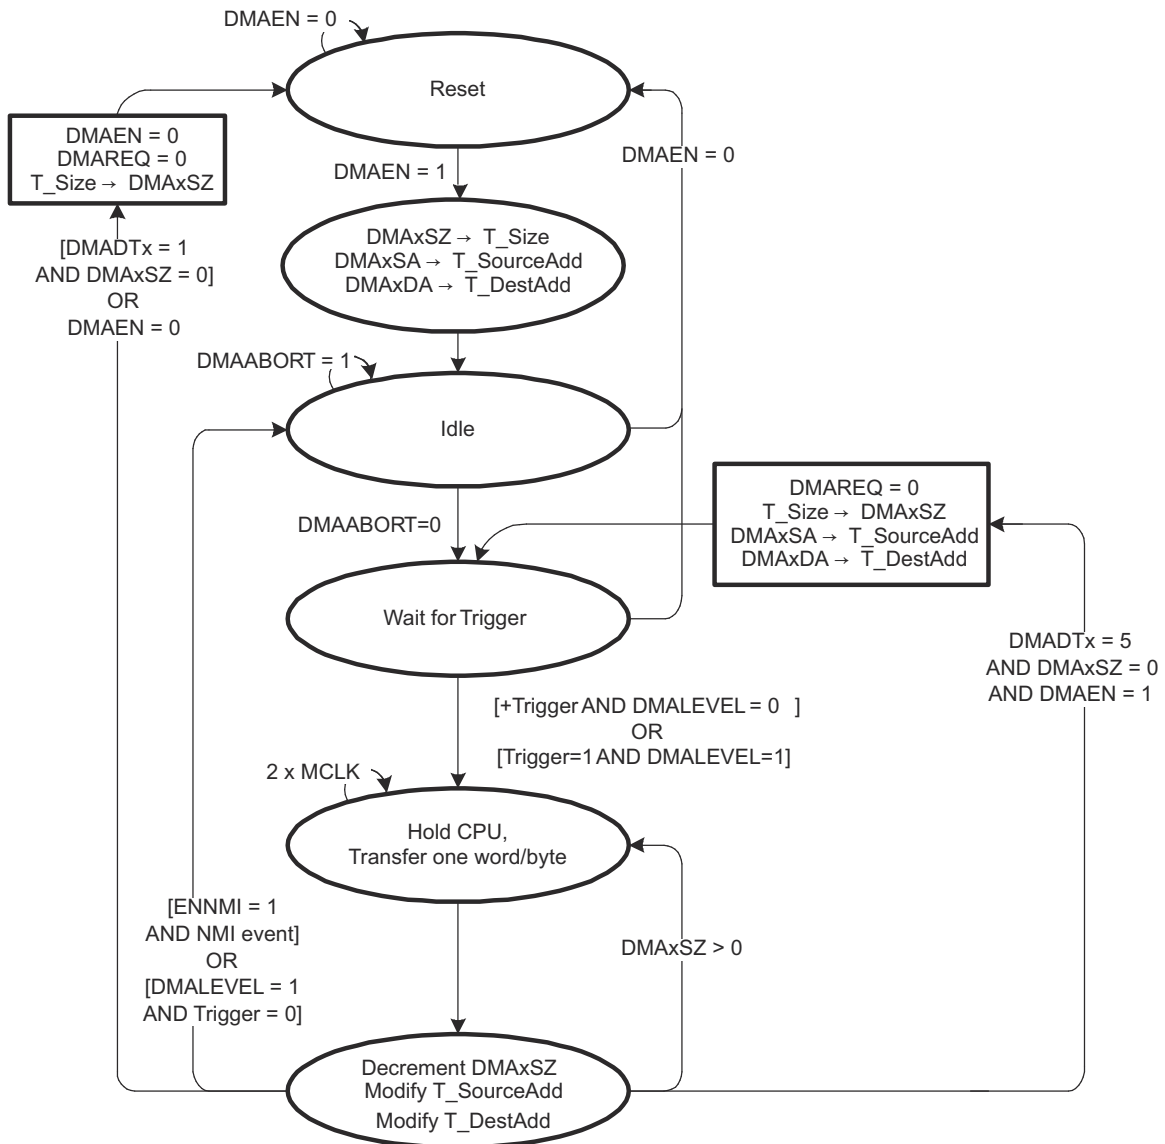 DMAEN = 0
Reset
DMAEN = 0
DMAREQ = 0
T_Size → DMAxSZ
DMAEN = 1
DMAEN = 0
DMAxSZ → T_Size
DMAxSA → T_SourceAdd
DMAxDA → T_DestAdd
[DMADTx = 1
AND DMAxSZ = 0]
OR
DMAEN = 0
DMAABORT = 1
Idle
DMAABORT=0
DMAREQ = 0
T_Size → DMAxSZ
DMAxSA → T_SourceAdd
DMAxDA → T_DestAdd
Wait for Trigger
DMADTx = 5
AND DMAxSZ = 0
AND DMAEN = 1
[+Trigger AND DMALEVEL = 0 ]
OR
[Trigger=1 AND DMALEVEL=1]
2 x MCLK
Hold CPU,
Transfer one word/byte
[ENNMI = 1
AND NMI event]
OR
[DMALEVEL = 1
AND Trigger = 0]
DMAxSZ > 0
Decrement DMAxSZ
Modify T_SourceAdd
Modify T_DestAdd